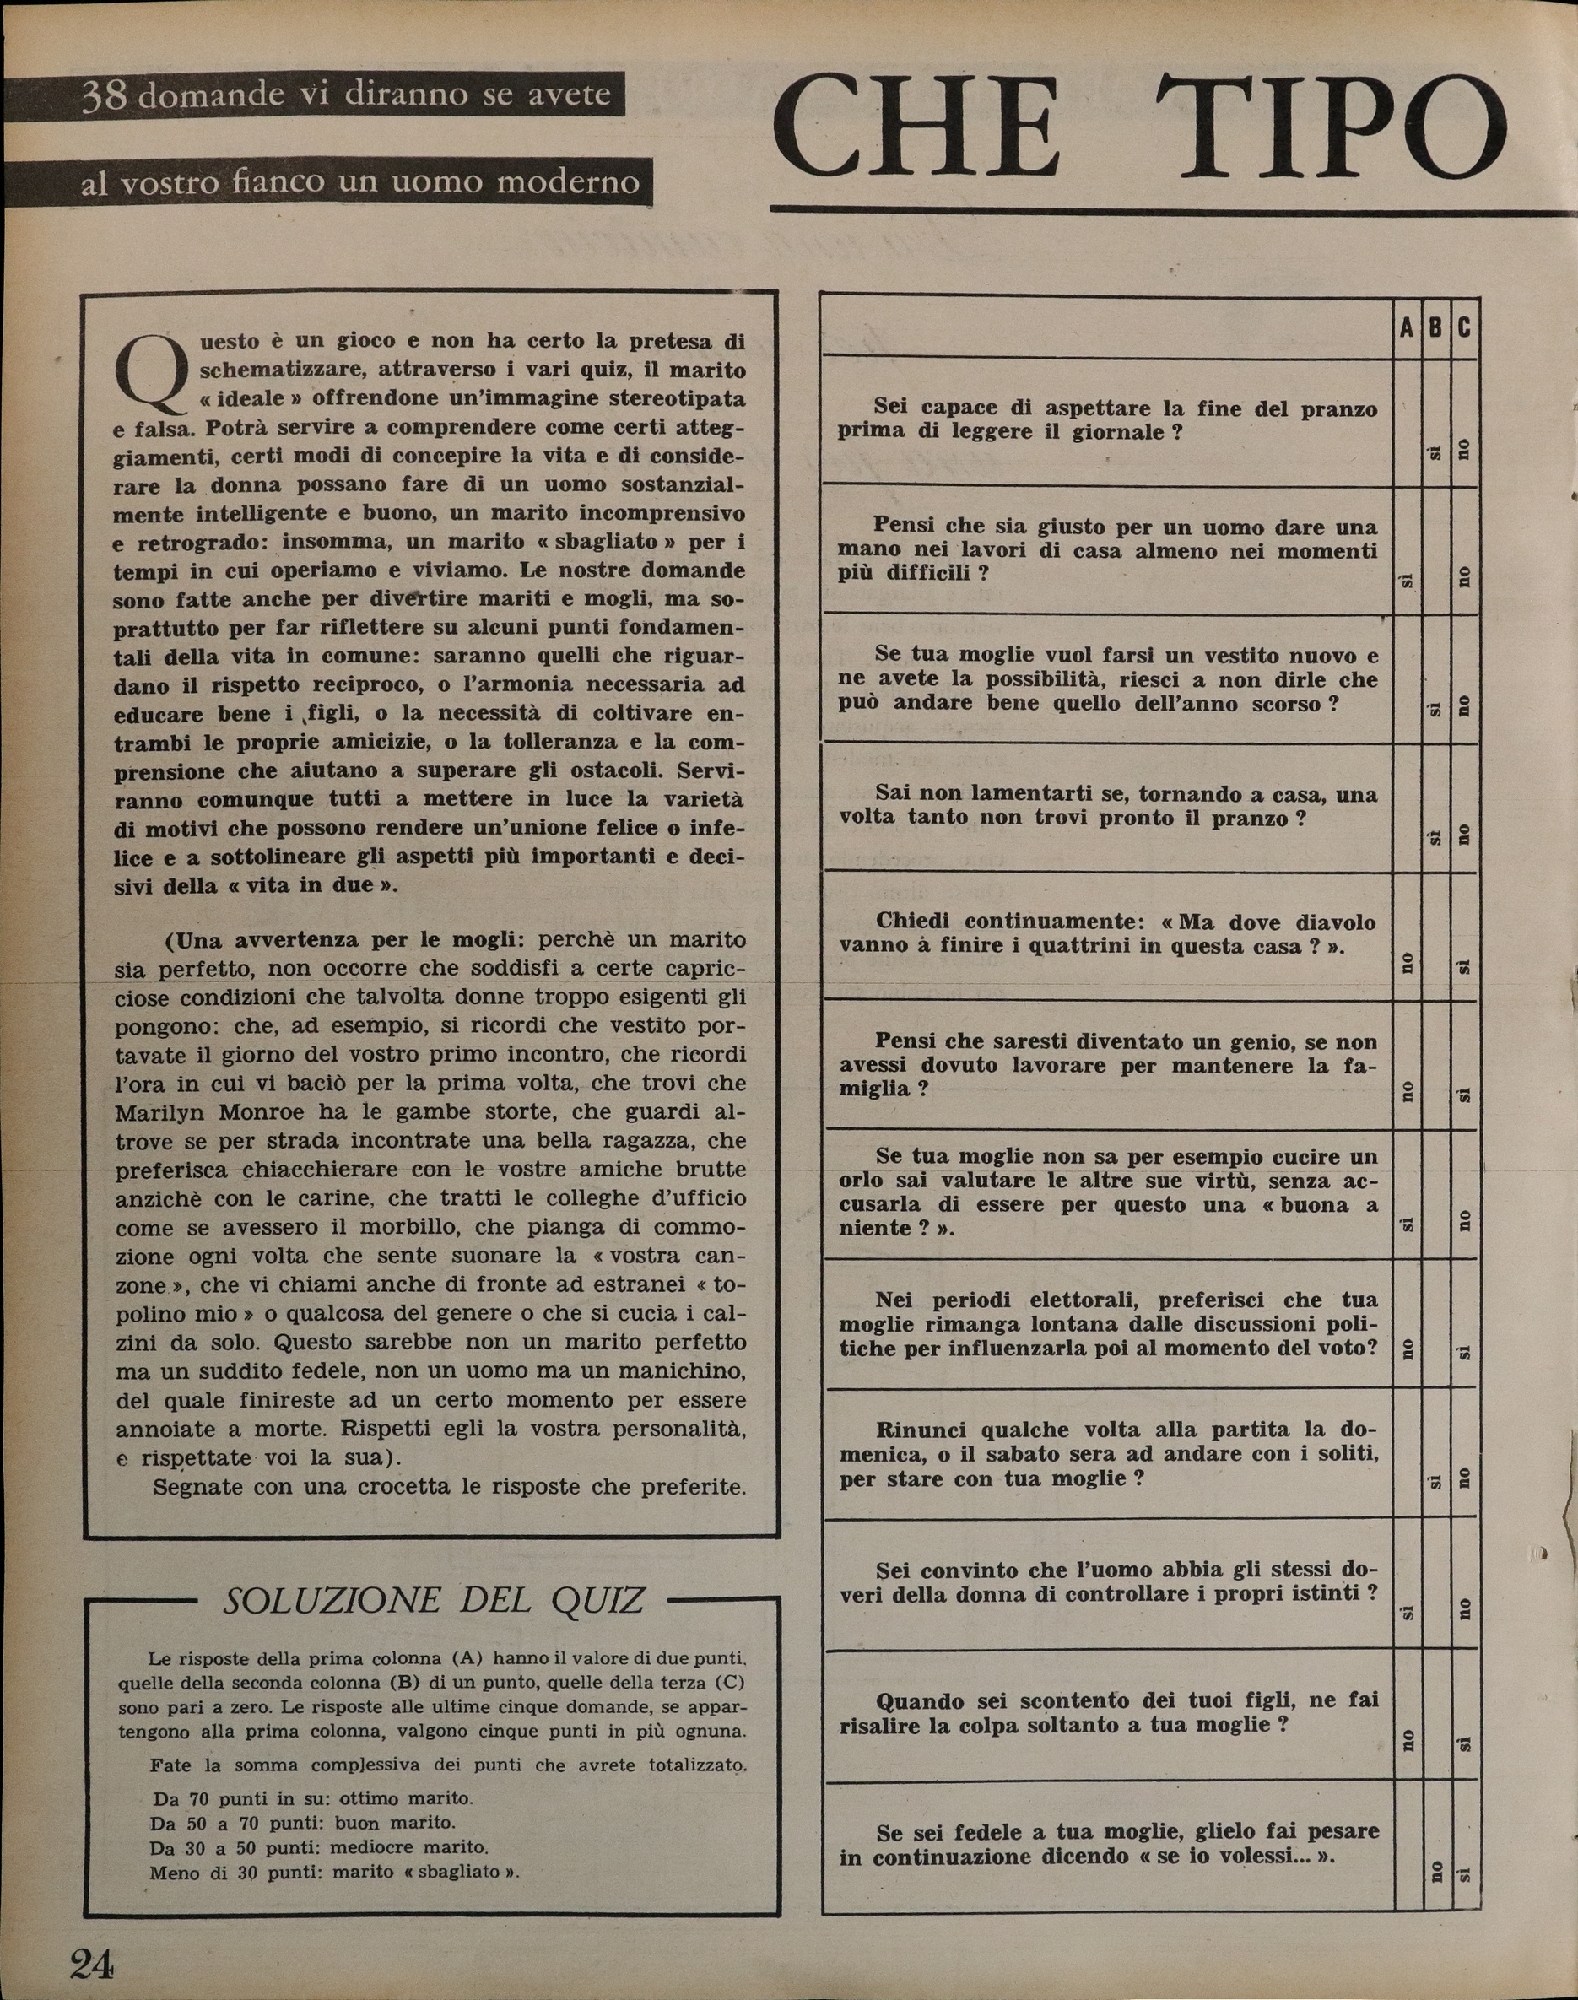 38 domande vi diranno se avete
al vostro fianco un uomo moderno
CHE TIPO
Questo è un gioco e non ha certo la pretesa di
schematizzare, attraverso i vari quiz, il marito
« ideale » offrendone un'immagine stereotipata
e falsa. Potrà servire a comprendere come certi atteg-
giamenti, certi modi di concepire la vita e di conside-
rare la donna possano fare di un uomo sostanzial-
mente intelligente e buono, un marito incomprensivo
e retrogrado: insomma, un marito « sbagliato » per i
tempi in cui operiamo e viviamo. Le nostre domande
sono fatte anche per divertire mariti e mogli, ma so-
prattutto per far riflettere su alcuni punti fondamen-
tali della vita in comune: saranno quelli che riguar-
dano il rispetto reciproco, o l'armonia necessaria ad
educare bene i figli, o la necessità di coltivare en-
trambi le proprie amicizie, o la tolleranza e la com-
prensione che aiutano a superare gli ostacoli. Servi-
ranno comunque tutti a mettere in luce la varietà
di motivi che possono rendere un'unione felice o infe-
lice e a sottolineare gli aspetti più importanti e deci-
sivi della « vita in due ».
(Una avvertenza per le mogli: perchè un marito
sia perfetto, non occorre che soddisfi a certe capric-
ciose condizioni che talvolta donne troppo esigenti gli
pongono: che, ad esempio, si ricordi che vestito por-
tavate il giorno del vostro primo incontro, che ricordi
l'ora in cui vi baciò per la prima volta, che trovi che
Marilyn Monroe ha le gambe storte, che guardi al-
trove se per strada incontrate una bella ragazza, che
preferisca chiacchierare con le vostre amiche brutte
anzichè con le carine, che tratti le colleghe d'ufficio
come se avessero il morbillo, che pianga di commo-
zione ogni volta che sente suonare la « vostra can-
zone », che vi chiami anche di fronte ad estranei « to-
polino mio » o qualcosa del genere o che si cucia i cal-
zini da solo. Questo sarebbe non un marito perfetto
ma un suddito fedele, non un uomo ma un manichino,
del quale finireste ad un certo momento per essere
annoiate a morte. Rispetti egli la vostra personalità,
e rispettate voi la sua).
Segnate con una crocetta le risposte che preferite.
SOLUZIONE DEL QUIZ
Le risposte della prima colonna (A) hanno il valore di due punti,
quelle della seconda colonna (B) di un punto, quelle della terza (C)
sono pari a zero. Le risposte alle ultime cinque domande, se appar-
tengono alla prima colonna, valgono cinque punti in più ognuna.
Fate la somma complessiva dei punti che avrete totalizzato.
Da 70 punti in su: ottimo marito.
Da 50 a 70 punti: buon marito.
Da 30 a 50 punti: mediocre marito.
Meno di 30 punti: marito « sbagliato ».
24
A B C
Sei capace di aspettare la fine del pranzo
prima di leggere il giornale ?
sì no
Pensi che sia giusto per un uomo dare una
mano nei lavori di casa almeno nei momenti
più difficili ?
sì no
Se tua moglie vuol farsi un vestito nuovo e
ne avete la possibilità, riesci a non dirle che
può andare bene quello dell'anno scorso ?
sì no
Sai non lamentarti se, tornando a casa, una
volta tanto non trovi pronto il pranzo ?
sì no
Chiedi continuamente: « Ma dove diavolo
vanno à finire i quattrini in questa casa ? ».
no sì
Pensi che saresti diventato un genio, se non
avessi dovuto lavorare per mantenere la fa-
miglia ?
no sì
Se tua moglie non sa per esempio cucire un
orlo sai valutare le altre sue virtù, senza ac-
cusarla di essere per questo una « buona a
niente ? ».
sì no
Nei periodi elettorali, preferisci che tua
moglie rimanga lontana dalle discussioni poli-
tiche per influenzarla poi al momento del voto?
no sì
Rinunci qualche volta alla partita la do-
menica, o il sabato sera ad andare con i soliti,
per stare con tua moglie ?
sì no
Sei convinto che l'uomo abbia gli stessi do-
veri della donna di controllare i propri istinti ?
sì no
Quando sei scontento dei tuoi figli, ne fai
risalire la colpa soltanto a tua moglie ?
no sì
Se sei fedele a tua moglie, glielo fai pesare
in continuazione dicendo « se io volessi... ».
no sì